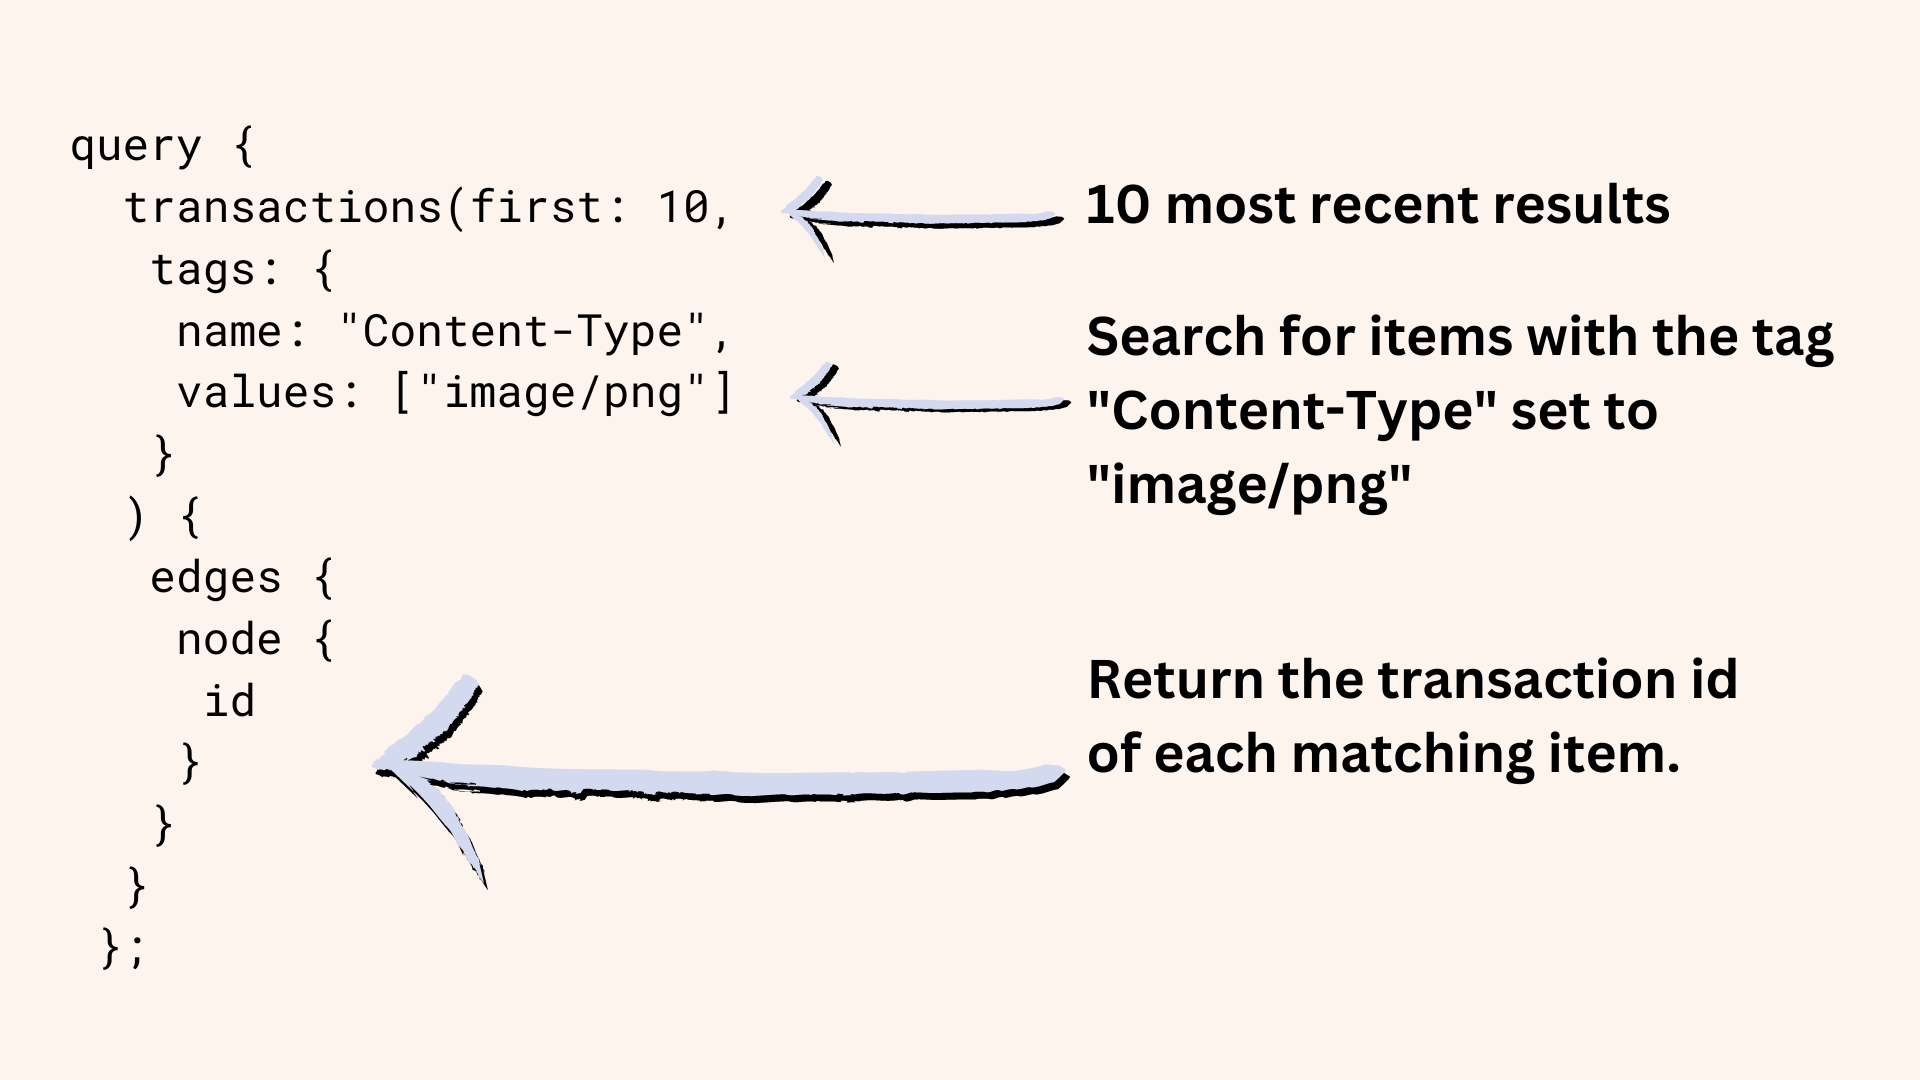 query {
transactions(first: 10,
tags: {
name: "Content-Type",
values: ["image/png"]
}
) {
edges {
node {
id
}
}
}
};
10 most recent results
Search for items with the tag
"Content-Type" set to
"image/png"
Return the transaction id
of each matching item.